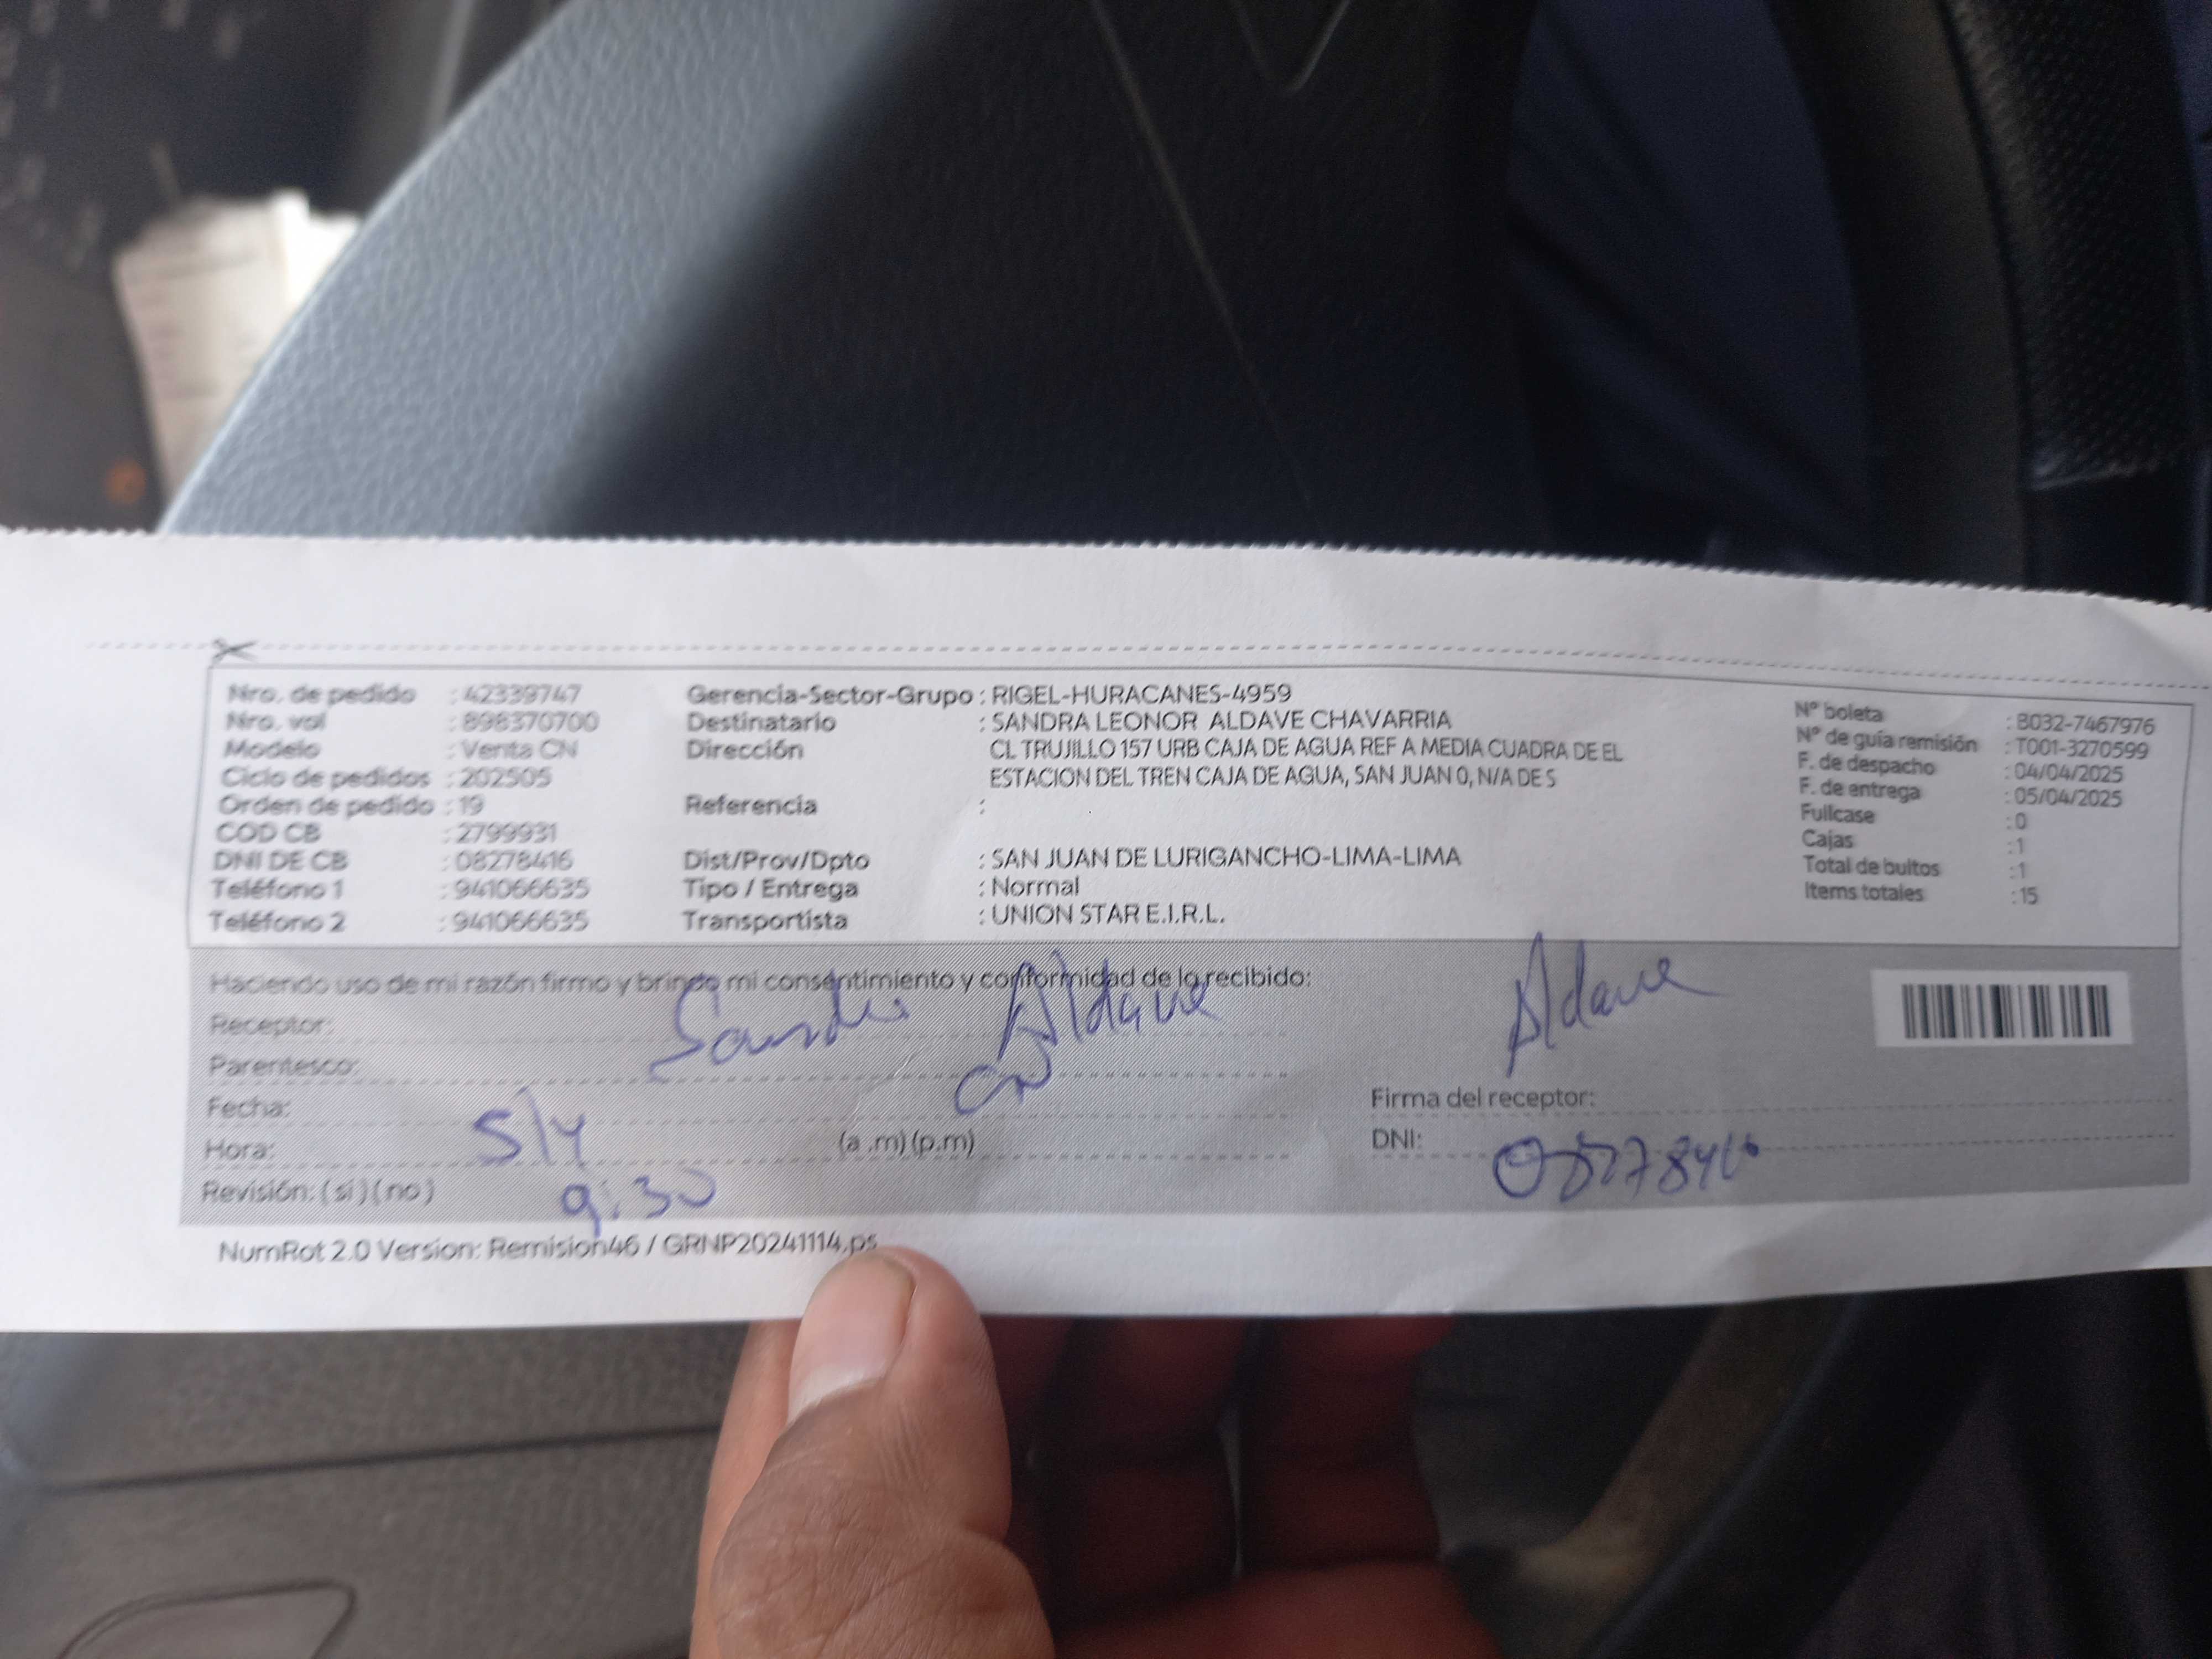 Nro. de pedido : 42339747
Nro. vol : 898370700
Modelo : Venta CN
Ciclo de pedidos : 202505
Orden de pedido : 19
COD CB : 2799931
DNI DE CB : 08278416
Teléfono 1 : 941066635
Teléfono 2 : 941066635
Gerencia-Sector-Grupo : RIGEL-HURACANES-4959
Destinatario : SANDRA LEONOR ALDAVE CHAVARRIA
Dirección CL TRUJILLO 157 URB CAJA DE AGUA REF A MEDIA CUADRA DE EL
ESTACION DEL TREN CAJA DE AGUA, SAN JUAN 0, N/A DE S
Referencia :
Dist/Prov/Dpto : SAN JUAN DE LURIGANCHO-LIMA-LIMA
Tipo / Entrega : Normal
Transportista : UNION STAR E.I.R.L.
N° boleta : B032-7467976
N° de guía remisión : T001-3270599
F. de despacho : 04/04/2025
F. de entrega : 05/04/2025
Fullcase : 0
Cajas : 1
Total de bultos : 1
Items totales : 15
Haciendo uso de mi razón firmo y brindo mi consentimiento y conformidad de lo recibido:
Receptor: Sandra Aldave
Parentesco: CN
Fecha: 5/4
Hora: 9:30 (a .m) (p.m)
Revisión: ( si ) ( no )
Aldave
Firma del receptor:
DNI: 08278416
NumRot 2.0 Version: Remision46 / GRNP20241114.ps